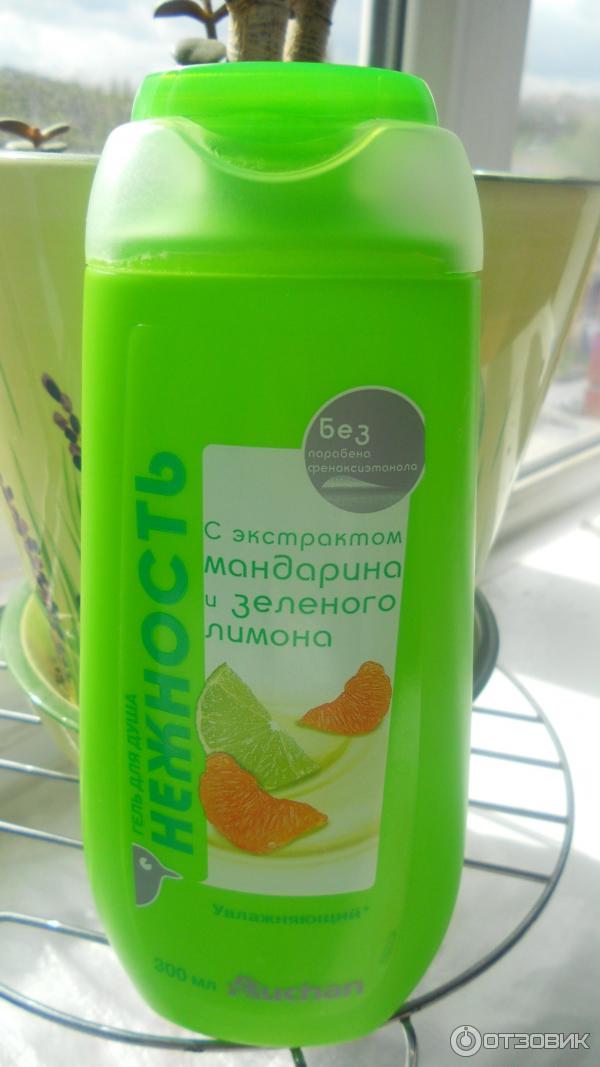 Без
парабена
феноксиэтанола
С экстрактом
мандарина
и зеленого
лимона
ГЕЛЬ ДЛЯ ДУША
НЕЖНОСТЬ
Увлажняющий*
300 мл
Auchan
ОТЗОВИК